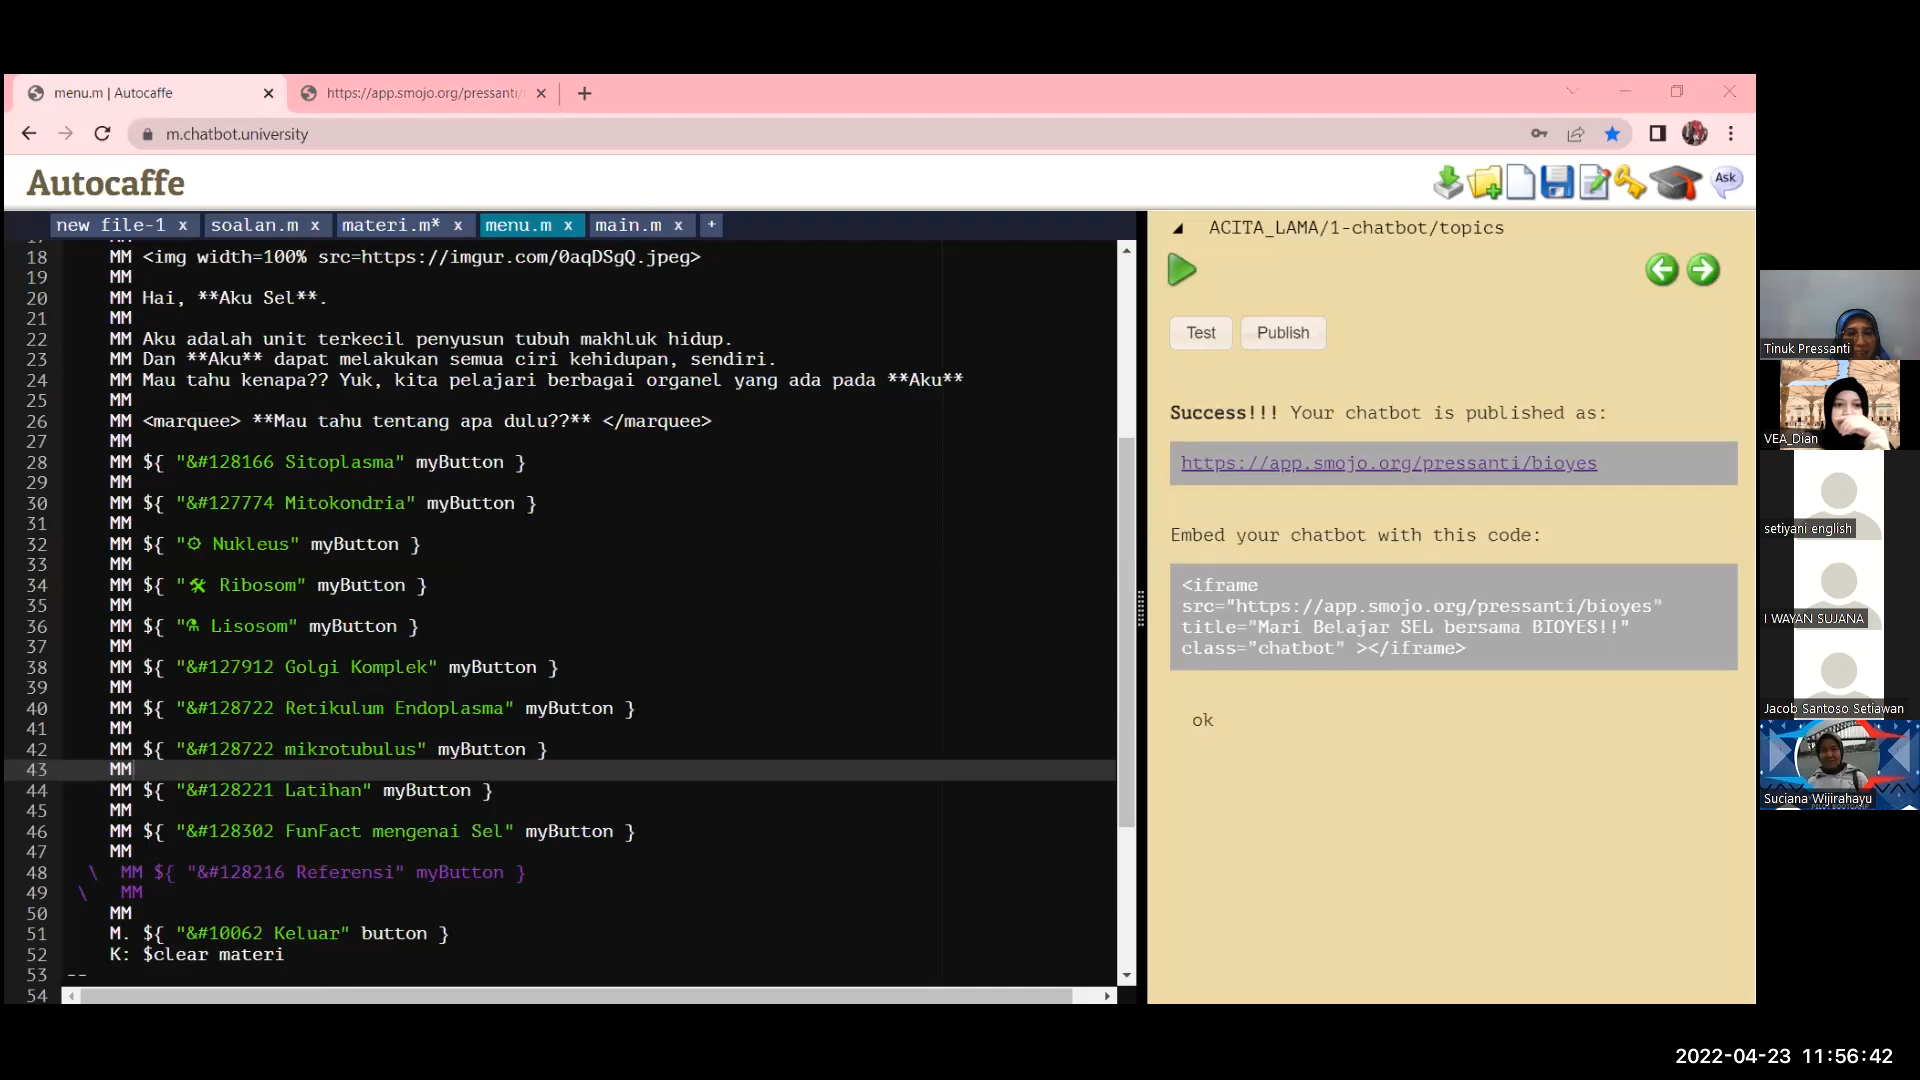 menu.m | Autocaffe
https://app.smojo.org/pressanti/
m.chatbot.university
Autocaffe
Ask
new file-1 x soalan.m x materi.m* x menu.m x main.m x +
18 MM <img width=100% src=https://imgur.com/0aqDSgQ.jpeg>
19 MM
20 MM Hai, **Aku Sel**.
21 MM
22 MM Aku adalah unit terkecil penyusun tubuh makhluk hidup.
23 MM Dan **Aku** dapat melakukan semua ciri kehidupan, sendiri.
24 MM Mau tahu kenapa?? Yuk, kita pelajari berbagai organel yang ada pada **Aku**
25 MM
26 MM <marquee> **Mau tahu tentang apa dulu??** </marquee>
27 MM
28 MM ${ "&#128166 Sitoplasma" myButton }
29 MM
30 MM ${ "&#127774 Mitokondria" myButton }
31 MM
32 MM ${ "⚙ Nukleus" myButton }
33 MM
34 MM ${ "🛠 Ribosom" myButton }
35 MM
36 MM ${ "⚗ Lisosom" myButton }
37 MM
38 MM ${ "&#127912 Golgi Komplek" myButton }
39 MM
40 MM ${ "&#128722 Retikulum Endoplasma" myButton }
41 MM
42 MM ${ "&#128722 mikrotubulus" myButton }
43 MM
44 MM ${ "&#128221 Latihan" myButton }
45 MM
46 MM ${ "&#128302 FunFact mengenai Sel" myButton }
47 MM
48 \ MM ${ "&#128216 Referensi" myButton }
49 \ MM
50 MM
51 M. ${ "&#10062 Keluar" button }
52 K: $clear materi
53 --
54
ACITA_LAMA/1-chatbot/topics
Test Publish
Success!!! Your chatbot is published as:
https://app.smojo.org/pressanti/bioyes
Embed your chatbot with this code:
<iframe
src="https://app.smojo.org/pressanti/bioyes"
title="Mari Belajar SEL bersama BIOYES!!"
class="chatbot" ></iframe>
ok
Tinuk Pressanti
VEA_Dian
setiyani english
I WAYAN SUJANA
Jacob Santoso Setiawan
Suciana Wijirahayu
2022-04-23 11:56:42